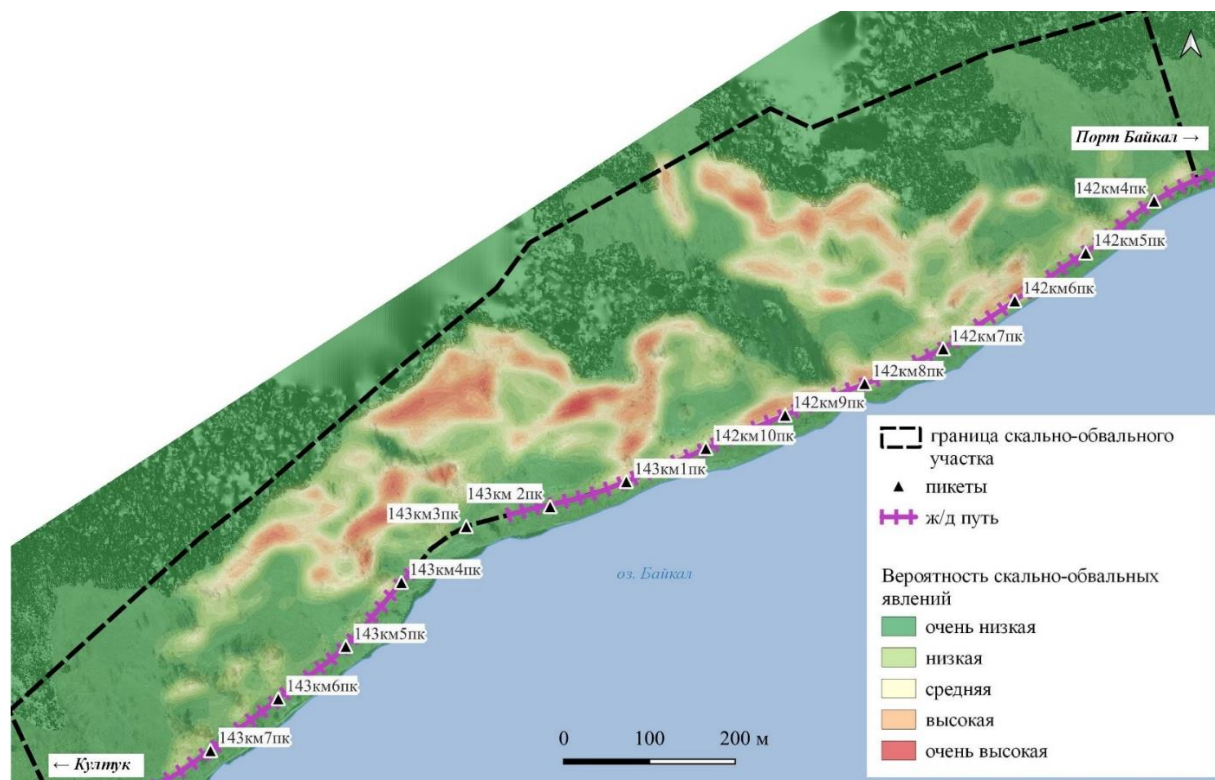 Порт Байкал →
142км4пк
142км5пк
142км6пк
142км7пк
142км8пк
142км9пк
142км10пк
143км1пк
143км 2пк
143км3пк
143км4пк
143км5пк
143км6пк
143км7пк
← Култук
оз. Байкал
0 100 200 м
граница скально-обвального
участка
пикеты
ж/д путь
Вероятность скально-обвальных
явлений
очень низкая
низкая
средняя
высокая
очень высокая